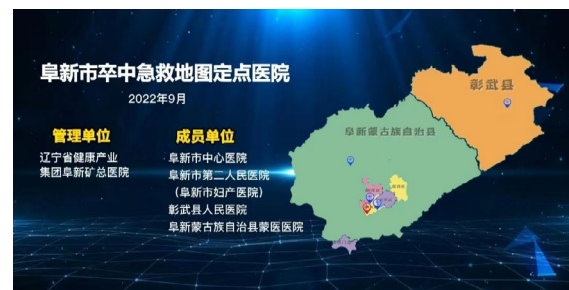 阜新市卒中急救地图定点医院
2022年9月
管理单位
辽宁省健康产业
集团阜新矿总医院
成员单位
阜新市中心医院
阜新市第二人民医院
（阜新市妇产医院）
彰武县人民医院
阜新蒙古族自治县蒙医医院
彰武县
阜新蒙古族自治县